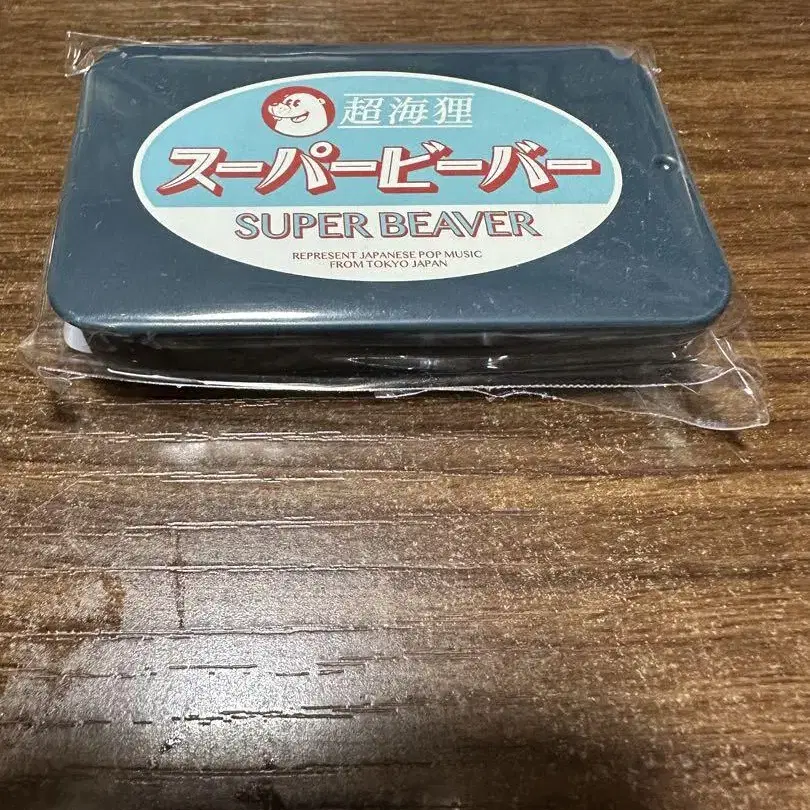 超海狸
スーパービーバー
SUPER BEAVER
REPRESENT JAPANESE POP MUSIC
FROM TOKYO JAPAN